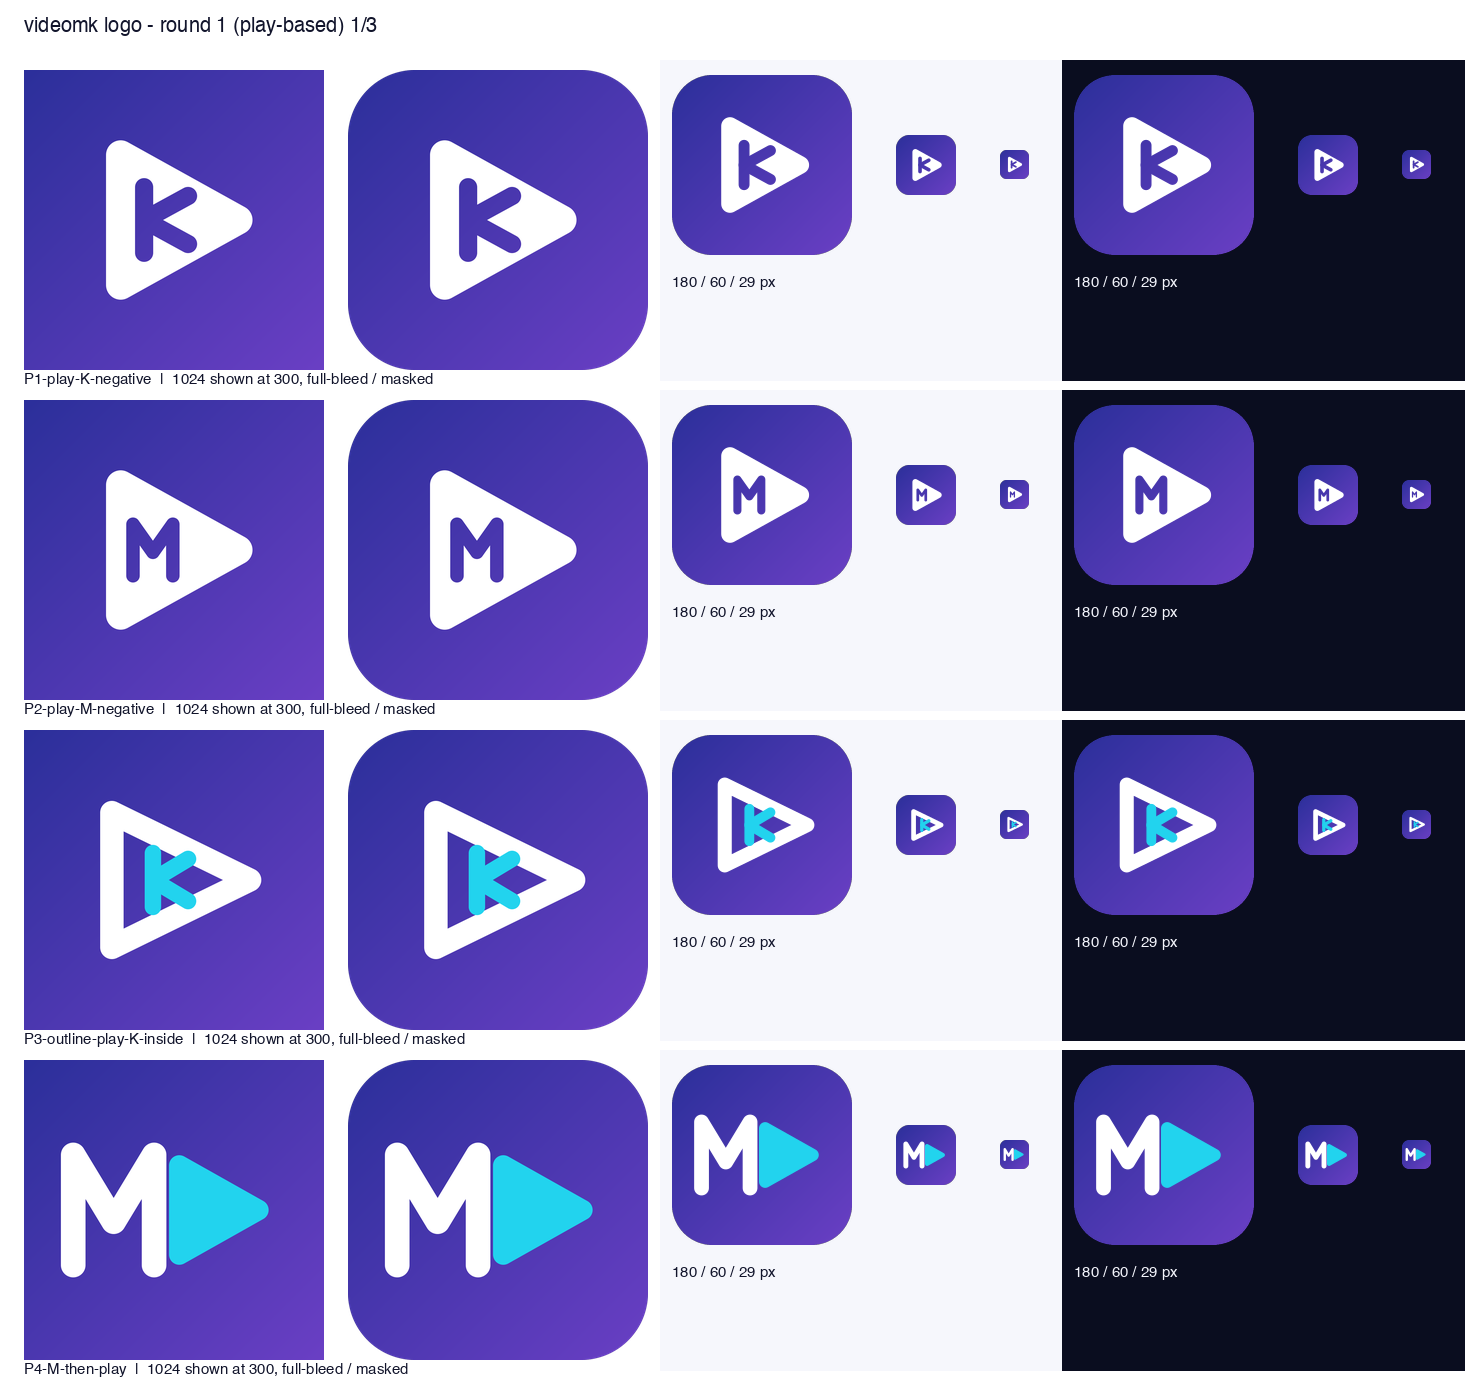 videomk logo - round 1 (play-based) 1/3
K K K K K K K K
180 / 60 / 29 px
180 / 60 / 29 px
P1-play-K-negative | 1024 shown at 300, full-bleed / masked
M M M M M M M M
180 / 60 / 29 px
180 / 60 / 29 px
P2-play-M-negative | 1024 shown at 300, full-bleed / masked
K K K K K K K K
180 / 60 / 29 px
180 / 60 / 29 px
P3-outline-play-K-inside | 1024 shown at 300, full-bleed / masked
M M M M M M M M
180 / 60 / 29 px
180 / 60 / 29 px
P4-M-then-play | 1024 shown at 300, full-bleed / masked